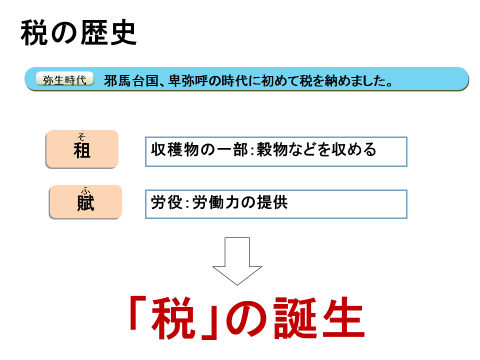 税の歴史
弥生時代 邪馬台国、卑弥呼の時代に初めて税を納めました。
そ
租 収穫物の一部：穀物などを収める
ふ
賦 労役：労働力の提供
「税」の誕生